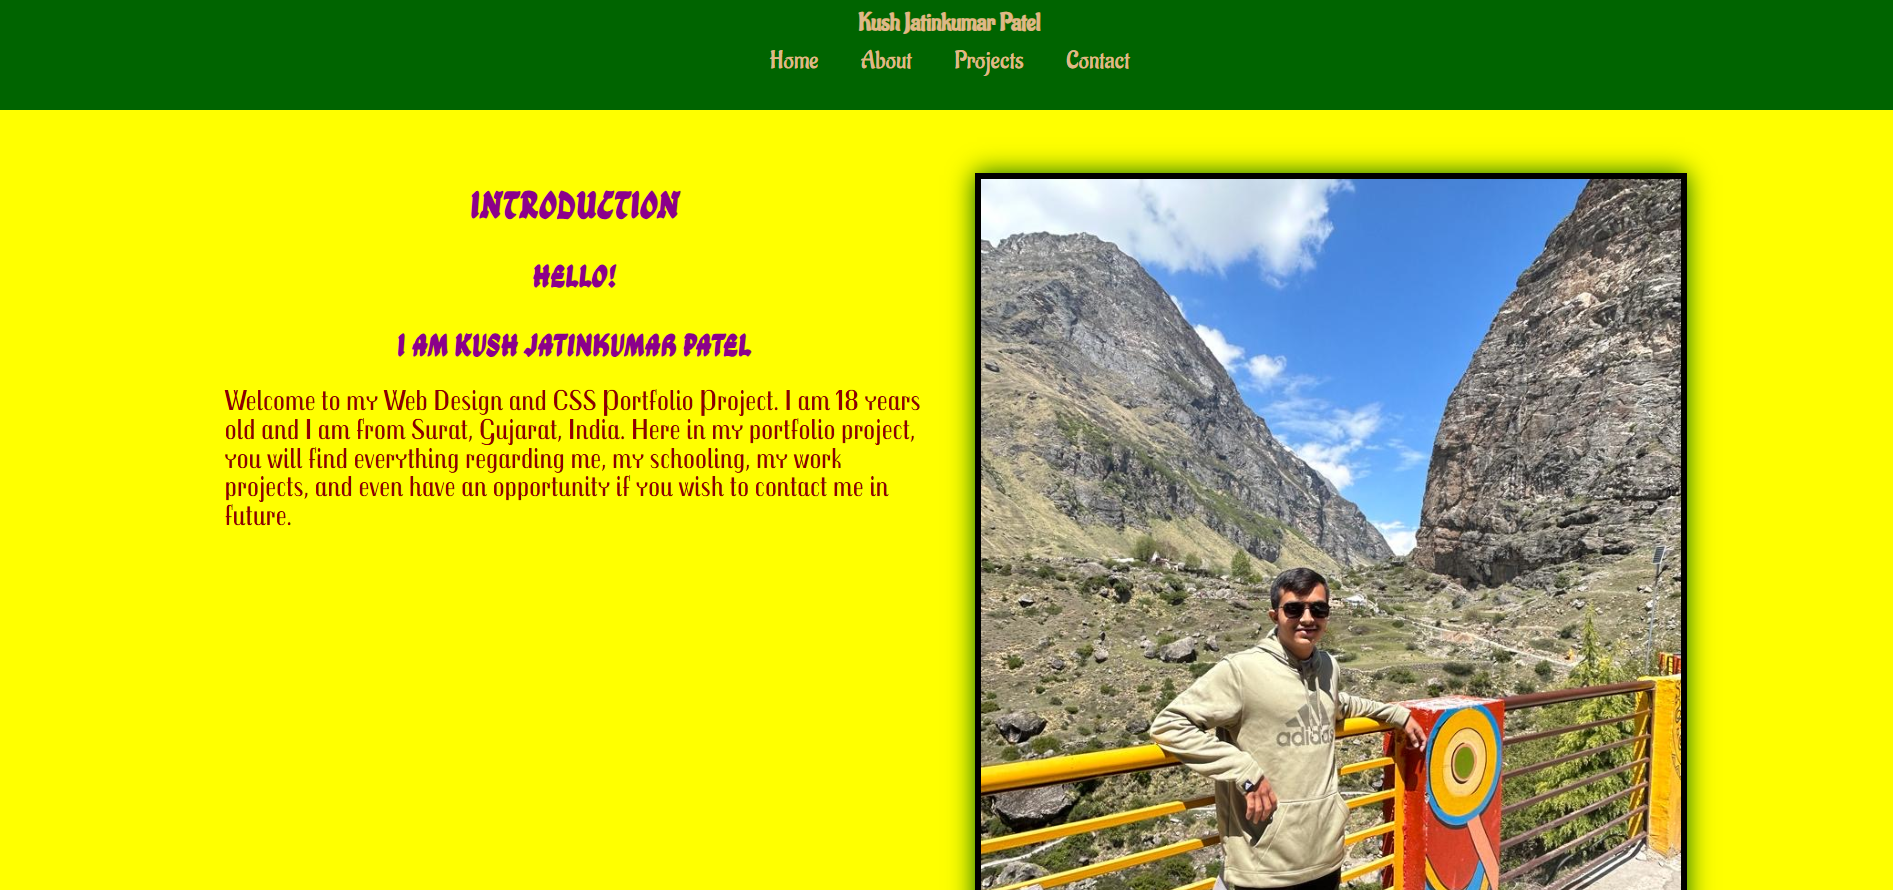 Kush Jatinkumar Patel
Home About Projects Contact
INTRODUCTION
HELLO!
I AM KUSH JATINKUMAR PATEL
Welcome to my Web Design and CSS Portfolio Project. I am 18 years
old and I am from Surat, Gujarat, India. Here in my portfolio project,
you will find everything regarding me, my schooling, my work
projects, and even have an opportunity if you wish to contact me in
future.
adidas